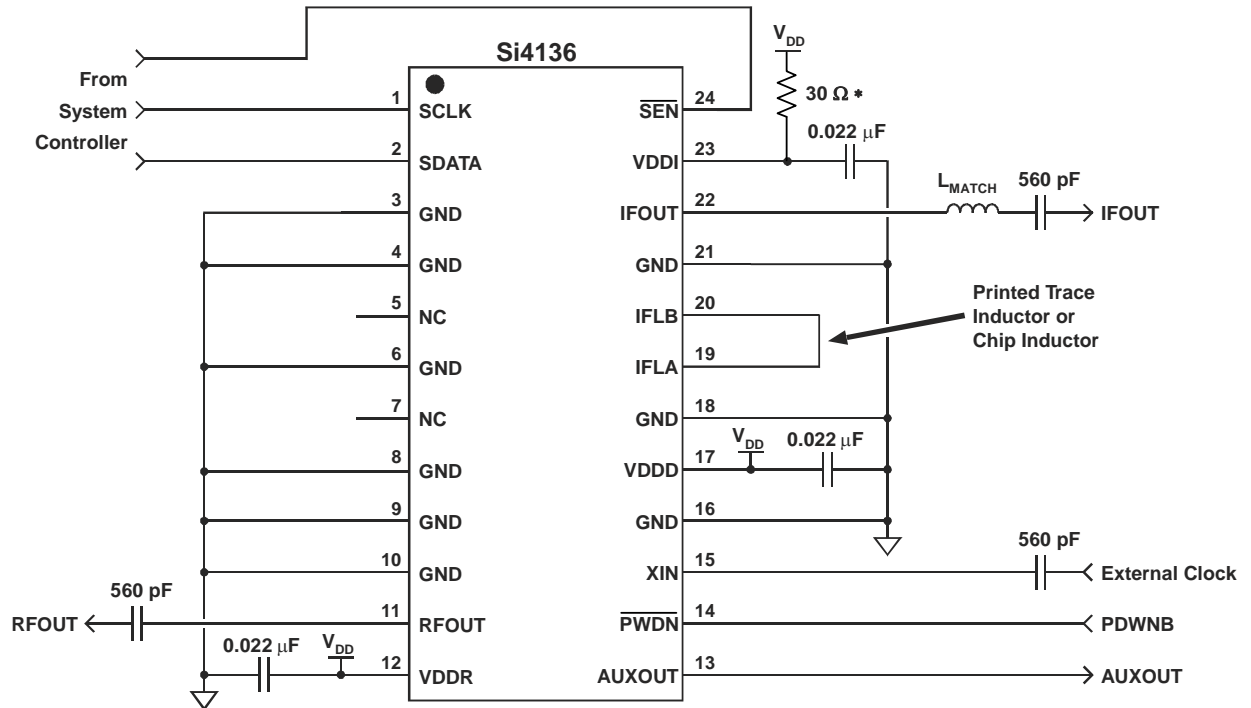 Si4136
From
System
Controller
1 SCLK
2 SDATA
3 GND
4 GND
5 NC
6 GND
7 NC
8 GND
9 GND
10 GND
11 RFOUT
12 VDDR
560 pF
RFOUT
0.022 μF
VDD
24 SEN
23 VDDI
22 IFOUT
21 GND
20 IFLB
19 IFLA
18 GND
17 VDDD
16 GND
15 XIN
14 PWDN
13 AUXOUT
VDD
30 Ω *
0.022 μF
LMATCH
560 pF
IFOUT
Printed Trace
Inductor or
Chip Inductor
VDD
0.022 μF
560 pF
External Clock
PDWNB
AUXOUT